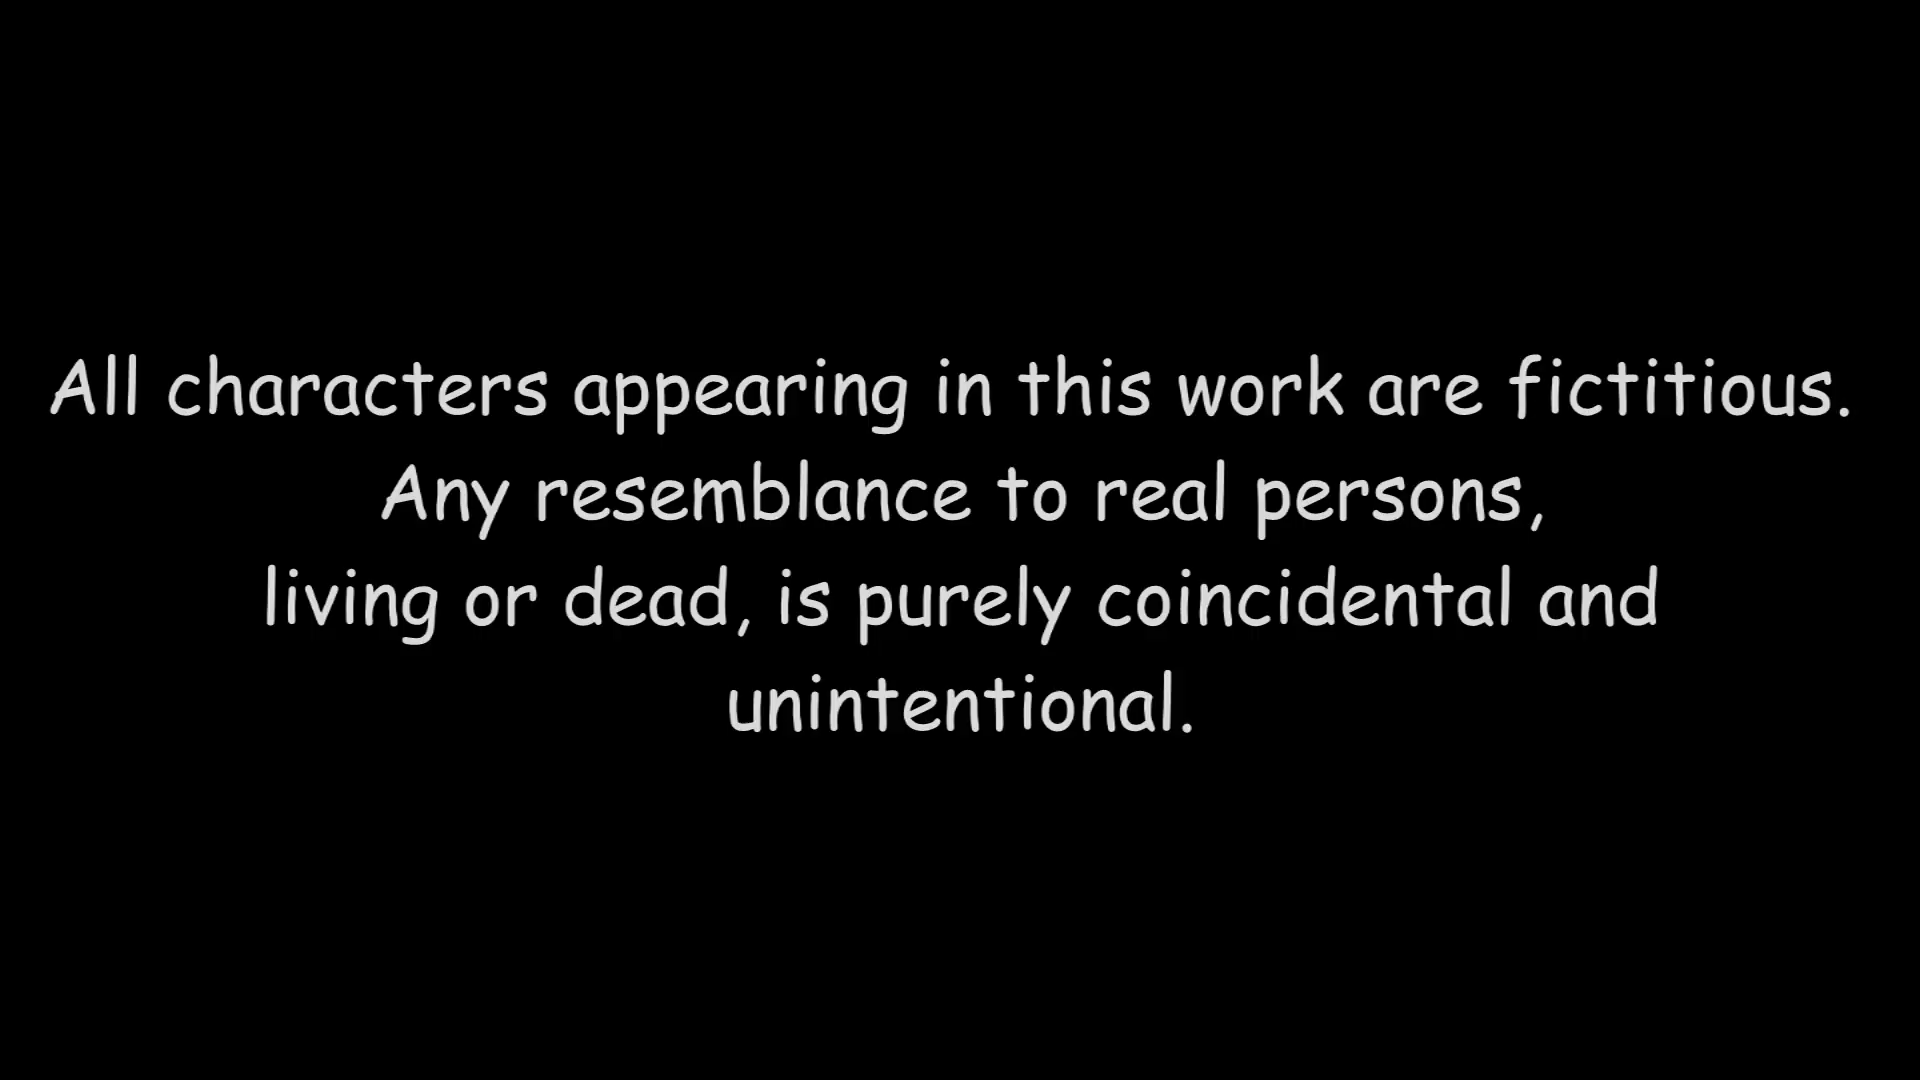 All characters appearing in this work are fictitious.
Any resemblance to real persons,
living or dead, is purely coincidental and
unintentional.